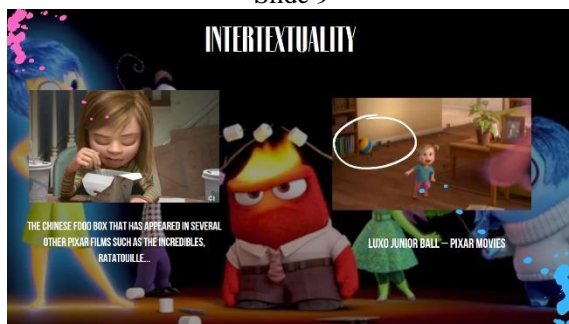 Slide 9
INTERTEXTUALITY
THE CHINESE FOOD BOX THAT HAS APPEARED IN SEVERAL
OTHER PIXAR FILMS SUCH AS THE INCREDIBLES,
RATATOUILLE...
LUXO JUNIOR BALL – PIXAR MOVIES